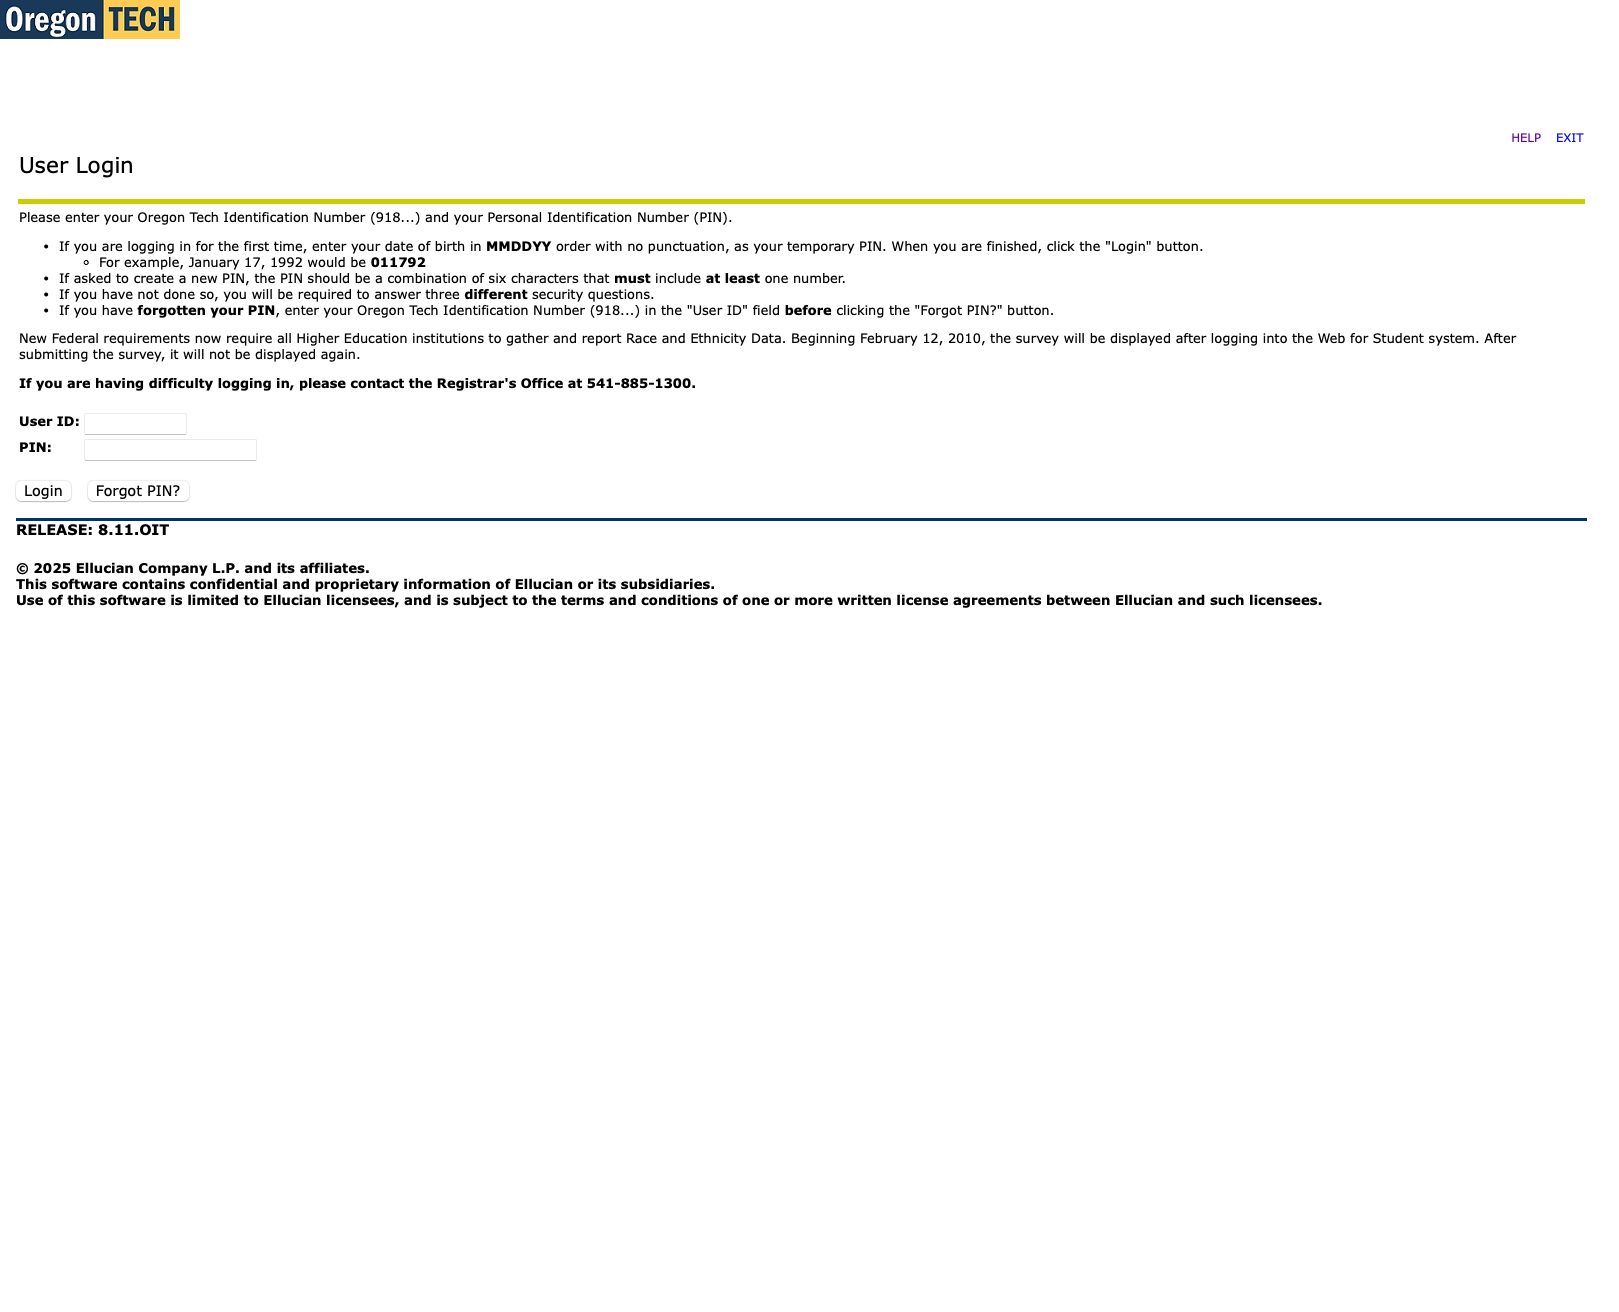 Oregon TECH
HELP EXIT
User Login
Please enter your Oregon Tech Identification Number (918...) and your Personal Identification Number (PIN).
• If you are logging in for the first time, enter your date of birth in MMDDYY order with no punctuation, as your temporary PIN. When you are finished, click the "Login" button.
◦ For example, January 17, 1992 would be 011792
• If asked to create a new PIN, the PIN should be a combination of six characters that must include at least one number.
• If you have not done so, you will be required to answer three different security questions.
• If you have forgotten your PIN, enter your Oregon Tech Identification Number (918...) in the "User ID" field before clicking the "Forgot PIN?" button.
New Federal requirements now require all Higher Education institutions to gather and report Race and Ethnicity Data. Beginning February 12, 2010, the survey will be displayed after logging into the Web for Student system. After
submitting the survey, it will not be displayed again.
If you are having difficulty logging in, please contact the Registrar's Office at 541-885-1300.
User ID:
PIN:
Login Forgot PIN?
RELEASE: 8.11.OIT
© 2025 Ellucian Company L.P. and its affiliates.
This software contains confidential and proprietary information of Ellucian or its subsidiaries.
Use of this software is limited to Ellucian licensees, and is subject to the terms and conditions of one or more written license agreements between Ellucian and such licensees.